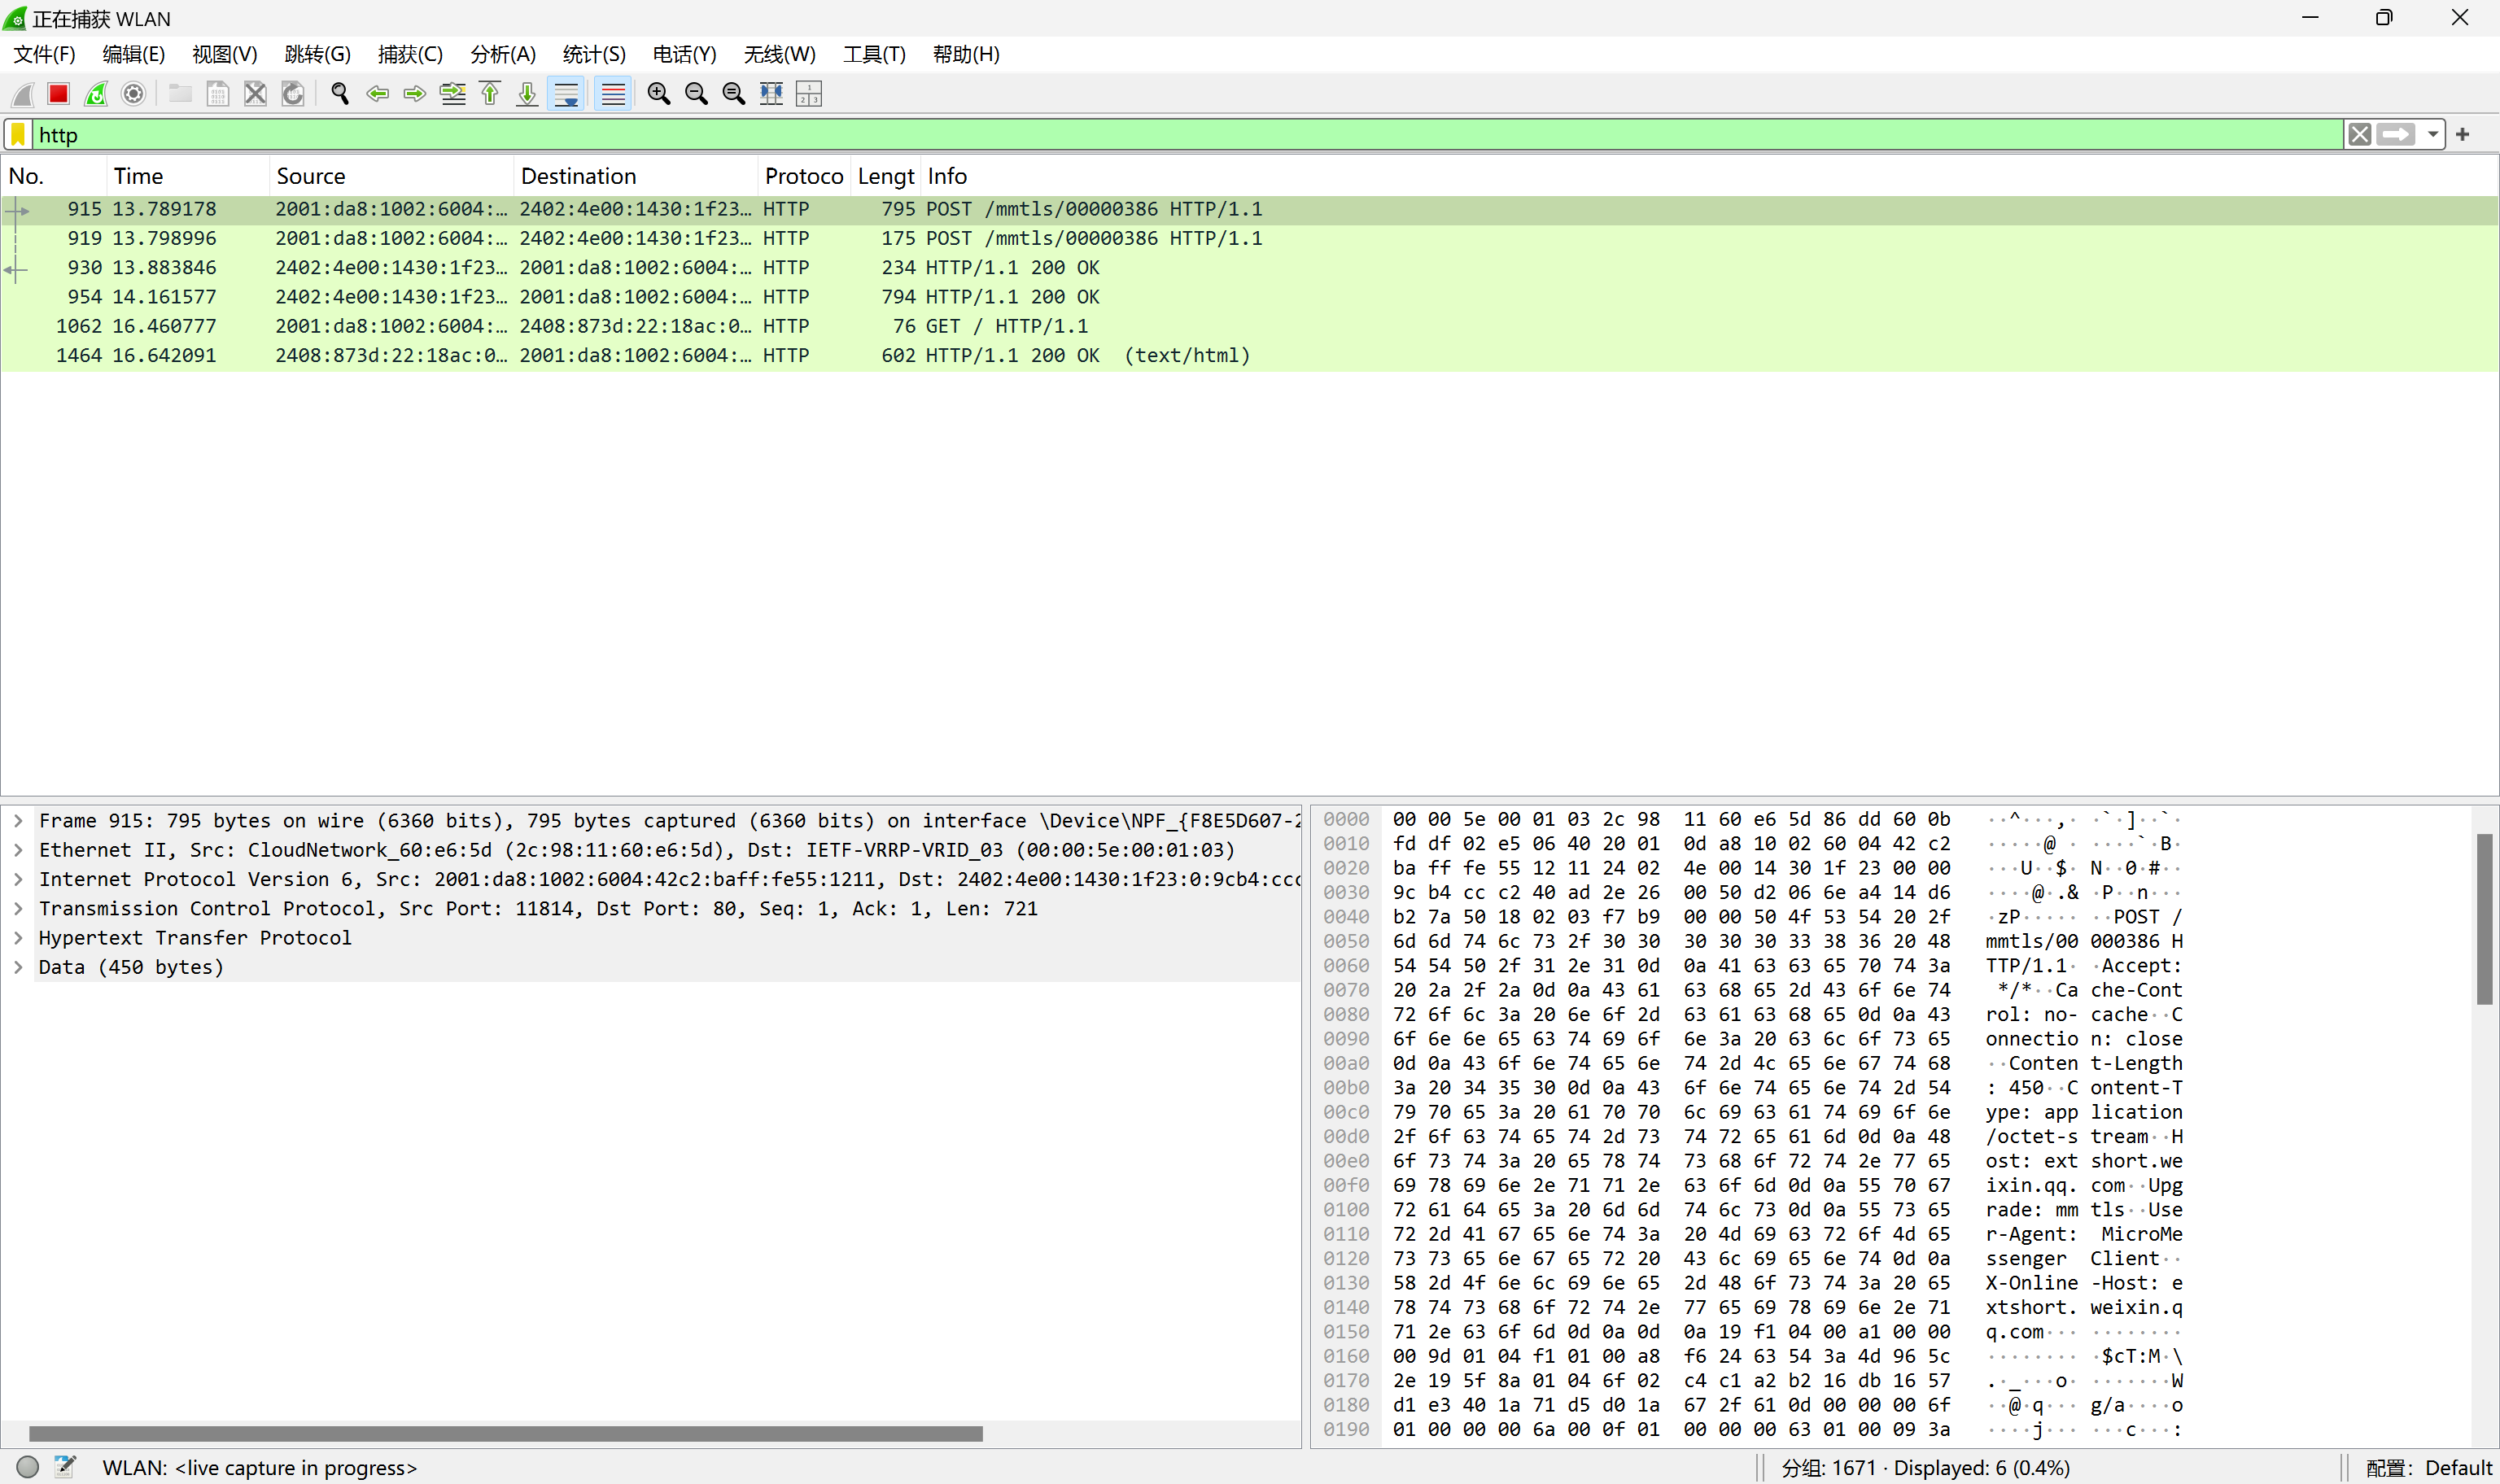 正在捕获 WLAN
文件(F) 编辑(E) 视图(V) 跳转(G) 捕获(C) 分析(A) 统计(S) 电话(Y) 无线(W) 工具(T) 帮助(H)
http
No. Time Source Destination Protoco Lengt Info
915 13.789178 2001:da8:1002:6004:… 2402:4e00:1430:1f23… HTTP 795 POST /mmtls/00000386 HTTP/1.1
919 13.798996 2001:da8:1002:6004:… 2402:4e00:1430:1f23… HTTP 175 POST /mmtls/00000386 HTTP/1.1
930 13.883846 2402:4e00:1430:1f23… 2001:da8:1002:6004:… HTTP 234 HTTP/1.1 200 OK
954 14.161577 2402:4e00:1430:1f23… 2001:da8:1002:6004:… HTTP 794 HTTP/1.1 200 OK
1062 16.460777 2001:da8:1002:6004:… 2408:873d:22:18ac:0… HTTP 76 GET / HTTP/1.1
1464 16.642091 2408:873d:22:18ac:0… 2001:da8:1002:6004:… HTTP 602 HTTP/1.1 200 OK (text/html)
Frame 915: 795 bytes on wire (6360 bits), 795 bytes captured (6360 bits) on interface \Device\NPF_{F8E5D607-2
Ethernet II, Src: CloudNetwork_60:e6:5d (2c:98:11:60:e6:5d), Dst: IETF-VRRP-VRID_03 (00:00:5e:00:01:03)
Internet Protocol Version 6, Src: 2001:da8:1002:6004:42c2:baff:fe55:1211, Dst: 2402:4e00:1430:1f23:0:9cb4:ccc
Transmission Control Protocol, Src Port: 11814, Dst Port: 80, Seq: 1, Ack: 1, Len: 721
Hypertext Transfer Protocol
Data (450 bytes)
0000 00 00 5e 00 01 03 2c 98 11 60 e6 5d 86 dd 60 0b ··^···,· ·`·]··`·
0010 fd df 02 e5 06 40 20 01 0d a8 10 02 60 04 42 c2 ·····@ · ····`·B·
0020 ba ff fe 55 12 11 24 02 4e 00 14 30 1f 23 00 00 ···U··$· N··0·#··
0030 9c b4 cc c2 40 ad 2e 26 00 50 d2 06 6e a4 14 d6 ····@·.& ·P··n···
0040 b2 7a 50 18 02 03 f7 b9 00 00 50 4f 53 54 20 2f ·zP····· ··POST /
0050 6d 6d 74 6c 73 2f 30 30 30 30 30 33 38 36 20 48 mmtls/00 000386 H
0060 54 54 50 2f 31 2e 31 0d 0a 41 63 63 65 70 74 3a TTP/1.1· ·Accept:
0070 20 2a 2f 2a 0d 0a 43 61 63 68 65 2d 43 6f 6e 74 */*··Ca che-Cont
0080 72 6f 6c 3a 20 6e 6f 2d 63 61 63 68 65 0d 0a 43 rol: no- cache··C
0090 6f 6e 6e 65 63 74 69 6f 6e 3a 20 63 6c 6f 73 65 onnectio n: close
00a0 0d 0a 43 6f 6e 74 65 6e 74 2d 4c 65 6e 67 74 68 ··Conten t-Length
00b0 3a 20 34 35 30 0d 0a 43 6f 6e 74 65 6e 74 2d 54 : 450··C ontent-T
00c0 79 70 65 3a 20 61 70 70 6c 69 63 61 74 69 6f 6e ype: app lication
00d0 2f 6f 63 74 65 74 2d 73 74 72 65 61 6d 0d 0a 48 /octet-s tream··H
00e0 6f 73 74 3a 20 65 78 74 73 68 6f 72 74 2e 77 65 ost: ext short.we
00f0 69 78 69 6e 2e 71 71 2e 63 6f 6d 0d 0a 55 70 67 ixin.qq. com··Upg
0100 72 61 64 65 3a 20 6d 6d 74 6c 73 0d 0a 55 73 65 rade: mm tls··Use
0110 72 2d 41 67 65 6e 74 3a 20 4d 69 63 72 6f 4d 65 r-Agent: MicroMe
0120 73 73 65 6e 67 65 72 20 43 6c 69 65 6e 74 0d 0a ssenger Client··
0130 58 2d 4f 6e 6c 69 6e 65 2d 48 6f 73 74 3a 20 65 X-Online -Host: e
0140 78 74 73 68 6f 72 74 2e 77 65 69 78 69 6e 2e 71 xtshort. weixin.q
0150 71 2e 63 6f 6d 0d 0a 0d 0a 19 f1 04 00 a1 00 00 q.com··· ········
0160 00 9d 01 04 f1 01 00 a8 f6 24 63 54 3a 4d 96 5c ········ ·$cT:M·\
0170 2e 19 5f 8a 01 04 6f 02 c4 c1 a2 b2 16 db 16 57 .·_···o· ·······W
0180 d1 e3 40 1a 71 d5 d0 1a 67 2f 61 0d 00 00 00 6f ··@·q··· g/a····o
0190 01 00 00 00 6a 00 0f 01 00 00 00 63 01 00 09 3a ····j··· ···c···:
WLAN: <live capture in progress>
分组: 1671 · Displayed: 6 (0.4%)
配置: Default